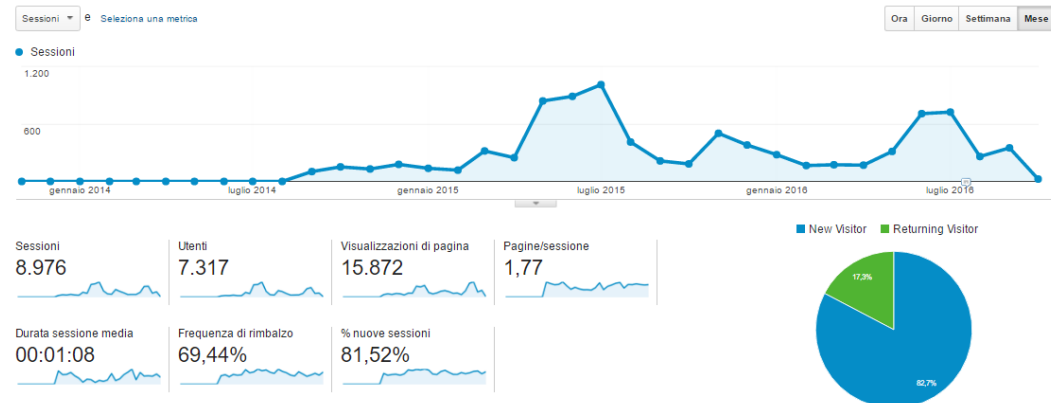 Sessioni e Seleziona una metrica Ora Giorno Settimana Mese
Sessioni
1.200
600
gennaio 2014 luglio 2014 gennaio 2015 luglio 2015 gennaio 2016 luglio 2016
New Visitor Returning Visitor
Sessioni Utenti Visualizzazioni di pagina Pagine/sessione
8.976 7.317 15.872 1,77
17,3%
Durata sessione media Frequenza di rimbalzo % nuove sessioni
00:01:08 69,44% 81,52%
82,7%